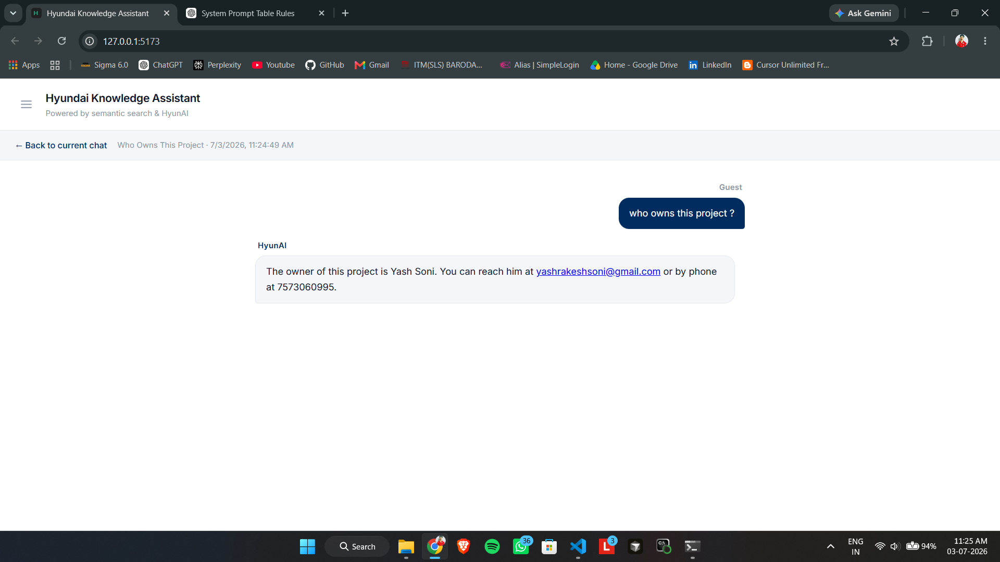 Hyundai Knowledge Assistant
System Prompt Table Rules
Ask Gemini
127.0.0.1:5173
Apps
Sigma 6.0
ChatGPT
Perplexity
Youtube
GitHub
Gmail
ITM(SLS) BARODA...
Alias | SimpleLogin
Home - Google Drive
LinkedIn
Cursor Unlimited Fr...
Hyundai Knowledge Assistant
Powered by semantic search & HyunAI
← Back to current chat
Who Owns This Project · 7/3/2026, 11:24:49 AM
Guest
who owns this project ?
HyunAI
The owner of this project is Yash Soni. You can reach him at yashrakeshsoni@gmail.com or by phone
at 7573060995.
Search
36
3
ENG
IN
94%
11:25 AM
03-07-2026